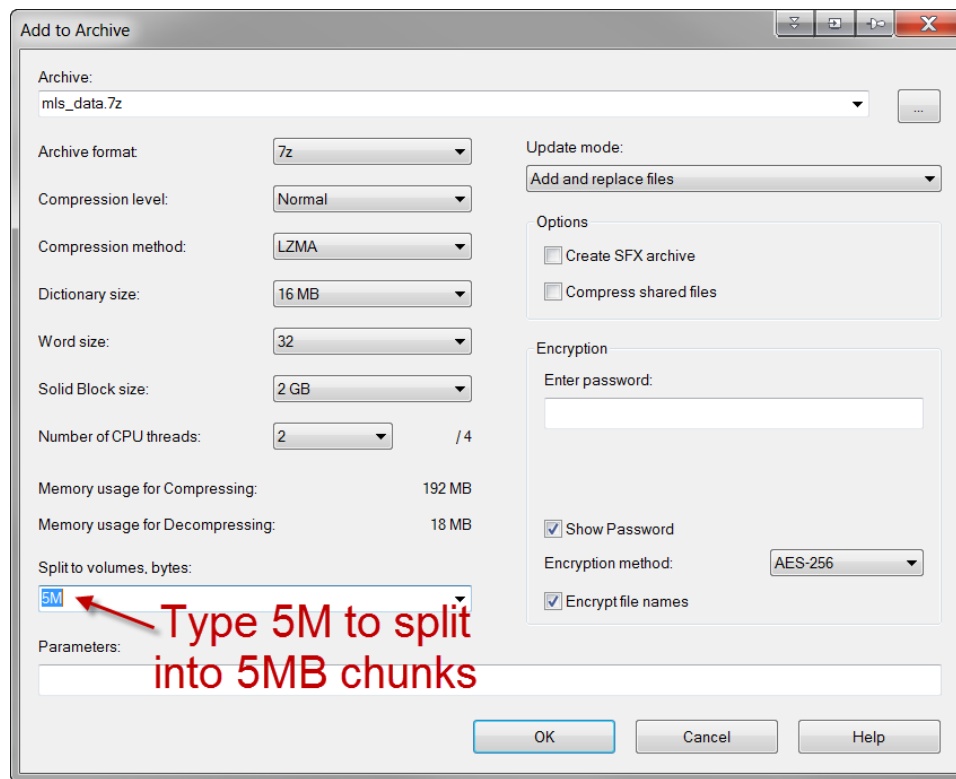 Add to Archive
Archive:
mls_data.7z
...
Archive format:
7z
Compression level:
Normal
Compression method:
LZMA
Dictionary size:
16 MB
Word size:
32
Solid Block size:
2 GB
Number of CPU threads:
2
/ 4
Memory usage for Compressing:
192 MB
Memory usage for Decompressing:
18 MB
Split to volumes, bytes:
5M
Type 5M to split
into 5MB chunks
Parameters:
Update mode:
Add and replace files
Options
Create SFX archive
Compress shared files
Encryption
Enter password:
Show Password
Encryption method:
AES-256
Encrypt file names
OK
Cancel
Help